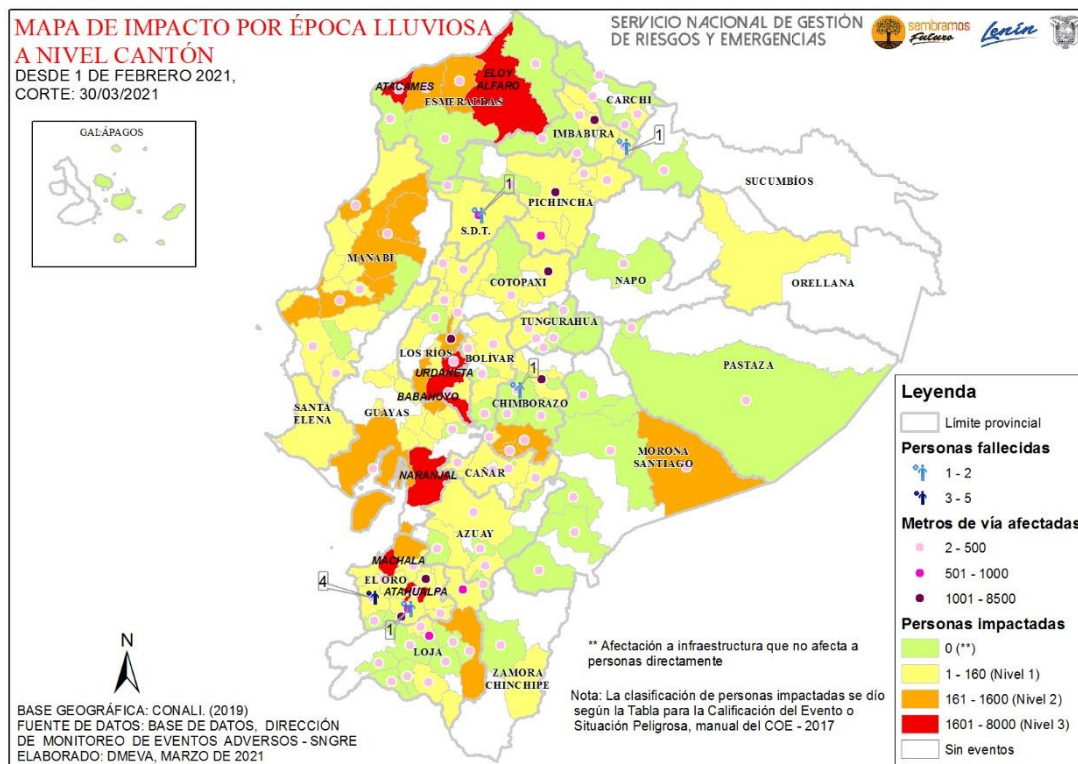 MAPA DE IMPACTO POR ÉPOCA LLUVIOSA
A NIVEL CANTÓN
DESDE 1 DE FEBRERO 2021,
CORTE: 30/03/2021
SERVICIO NACIONAL DE GESTIÓN
DE RIESGOS Y EMERGENCIAS
sembramos
Futuro
Lenín
GALÁPAGOS
ATACAMES
ELOY
ALFARO
ESMERALDAS
CARCHI
IMBABURA
1
SUCUMBÍOS
1
PICHINCHA
S.D.T.
MANABÍ
COTOPAXI
NAPO
ORELLANA
TUNGURAHUA
LOS RÍOS
BOLÍVAR
URDANETA
1
PASTAZA
BABAHOYO
CHIMBORAZO
SANTA
ELENA
GUAYAS
MORONA
SANTIAGO
NARANJAL
CAÑAR
AZUAY
MACHALA
4
EL ORO
ATAHUALPA
1
LOJA
ZAMORA
CHINCHIPE
Leyenda
Límite provincial
Personas fallecidas
1 - 2
3 - 5
Metros de vía afectadas
2 - 500
501 - 1000
1001 - 8500
Personas impactadas
0 (**)
1 - 160 (Nivel 1)
161 - 1600 (Nivel 2)
1601 - 8000 (Nivel 3)
Sin eventos
** Afectación a infraestructura que no afecta a
personas directamente
Nota: La clasificación de personas impactadas se dío
según la Tabla para la Calificación del Evento o
Situación Peligrosa, manual del COE - 2017
N
BASE GEOGRÁFICA: CONALI. (2019)
FUENTE DE DATOS: BASE DE DATOS, DIRECCIÓN
DE MONITOREO DE EVENTOS ADVERSOS - SNGRE
ELABORADO: DMEVA, MARZO DE 2021